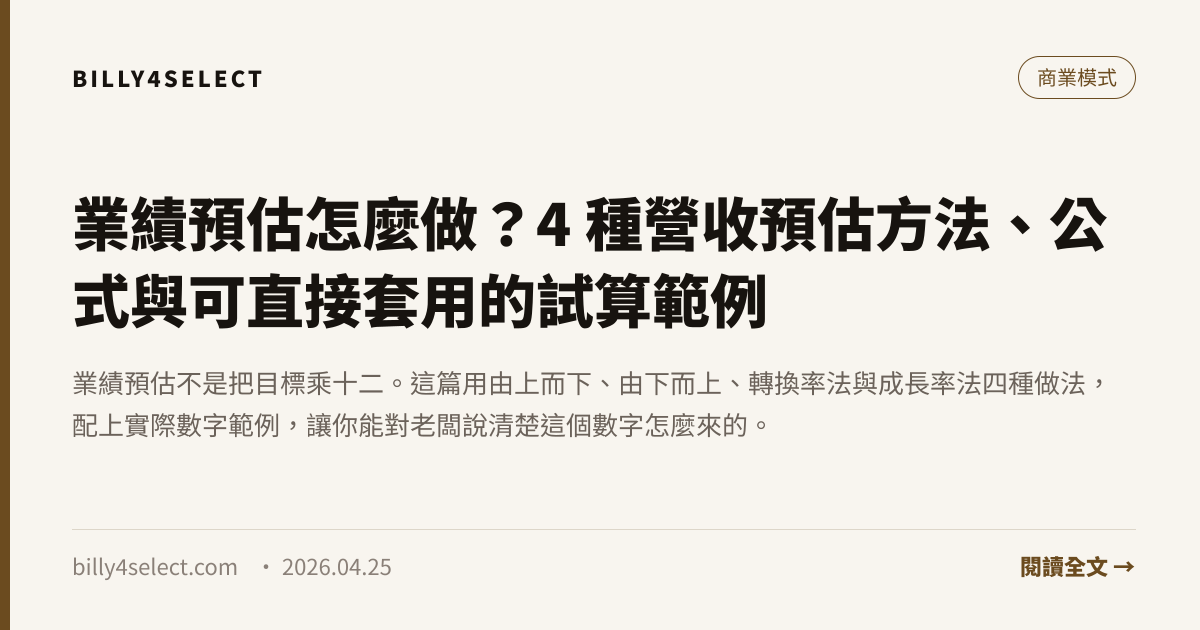 BILLY4SELECT
商業模式
業績預估怎麼做？4 種營收預估方法、公
式與可直接套用的試算範例
業績預估不是把目標乘十二。這篇用由上而下、由下而上、轉換率法與成長率法四種做法，
配上實際數字範例，讓你能對老闆說清楚這個數字怎麼來的。
billy4select.com ・ 2026.04.25
閱讀全文 →